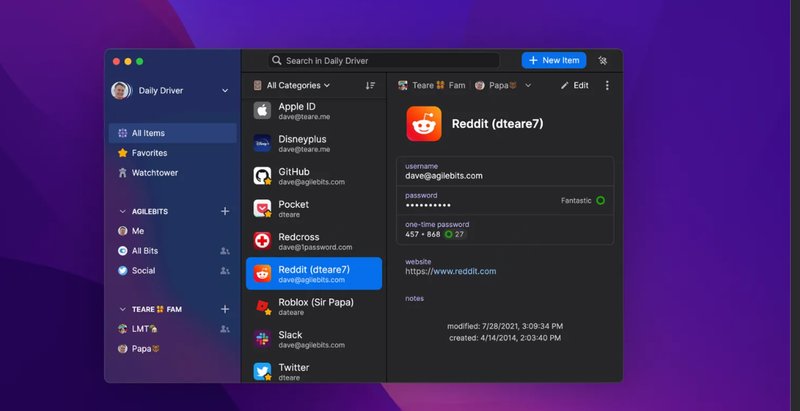 Search in Daily Driver
New Item
Daily Driver
All Items
Favorites
Watchtower
AGILEBITS
Me
All Bits
Social
TEARE FAM
LMT
Papa
All Categories
Apple ID
dave@teare.me
Disneyplus
dave@teare.me
GitHub
dave@agilebits.com
Pocket
dteare
Redcross
dave@1password.com
Reddit (dteare7)
dave@agilebits.com
Roblox (Sir Papa)
dateare
Slack
dave@agilebits.com
Twitter
dteare
Teare Fam Papa
Edit
Reddit (dteare7)
username
dave@agilebits.com
password
•••••••••• Fantastic
one-time password
457 • 868 27
website
https://www.reddit.com
notes
modified: 7/28/2021, 3:09:34 PM
created: 4/14/2014, 2:03:40 PM